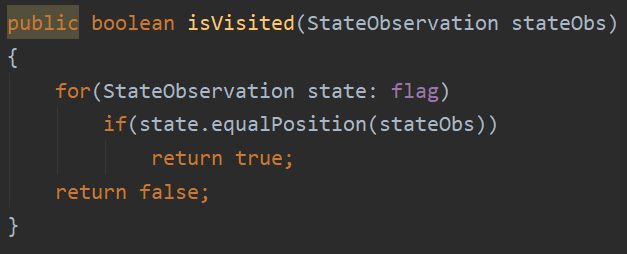 public boolean isVisited(StateObservation stateObs)
{
    for(StateObservation state: flag)
        if(state.equalPosition(stateObs))
            return true;
    return false;
}